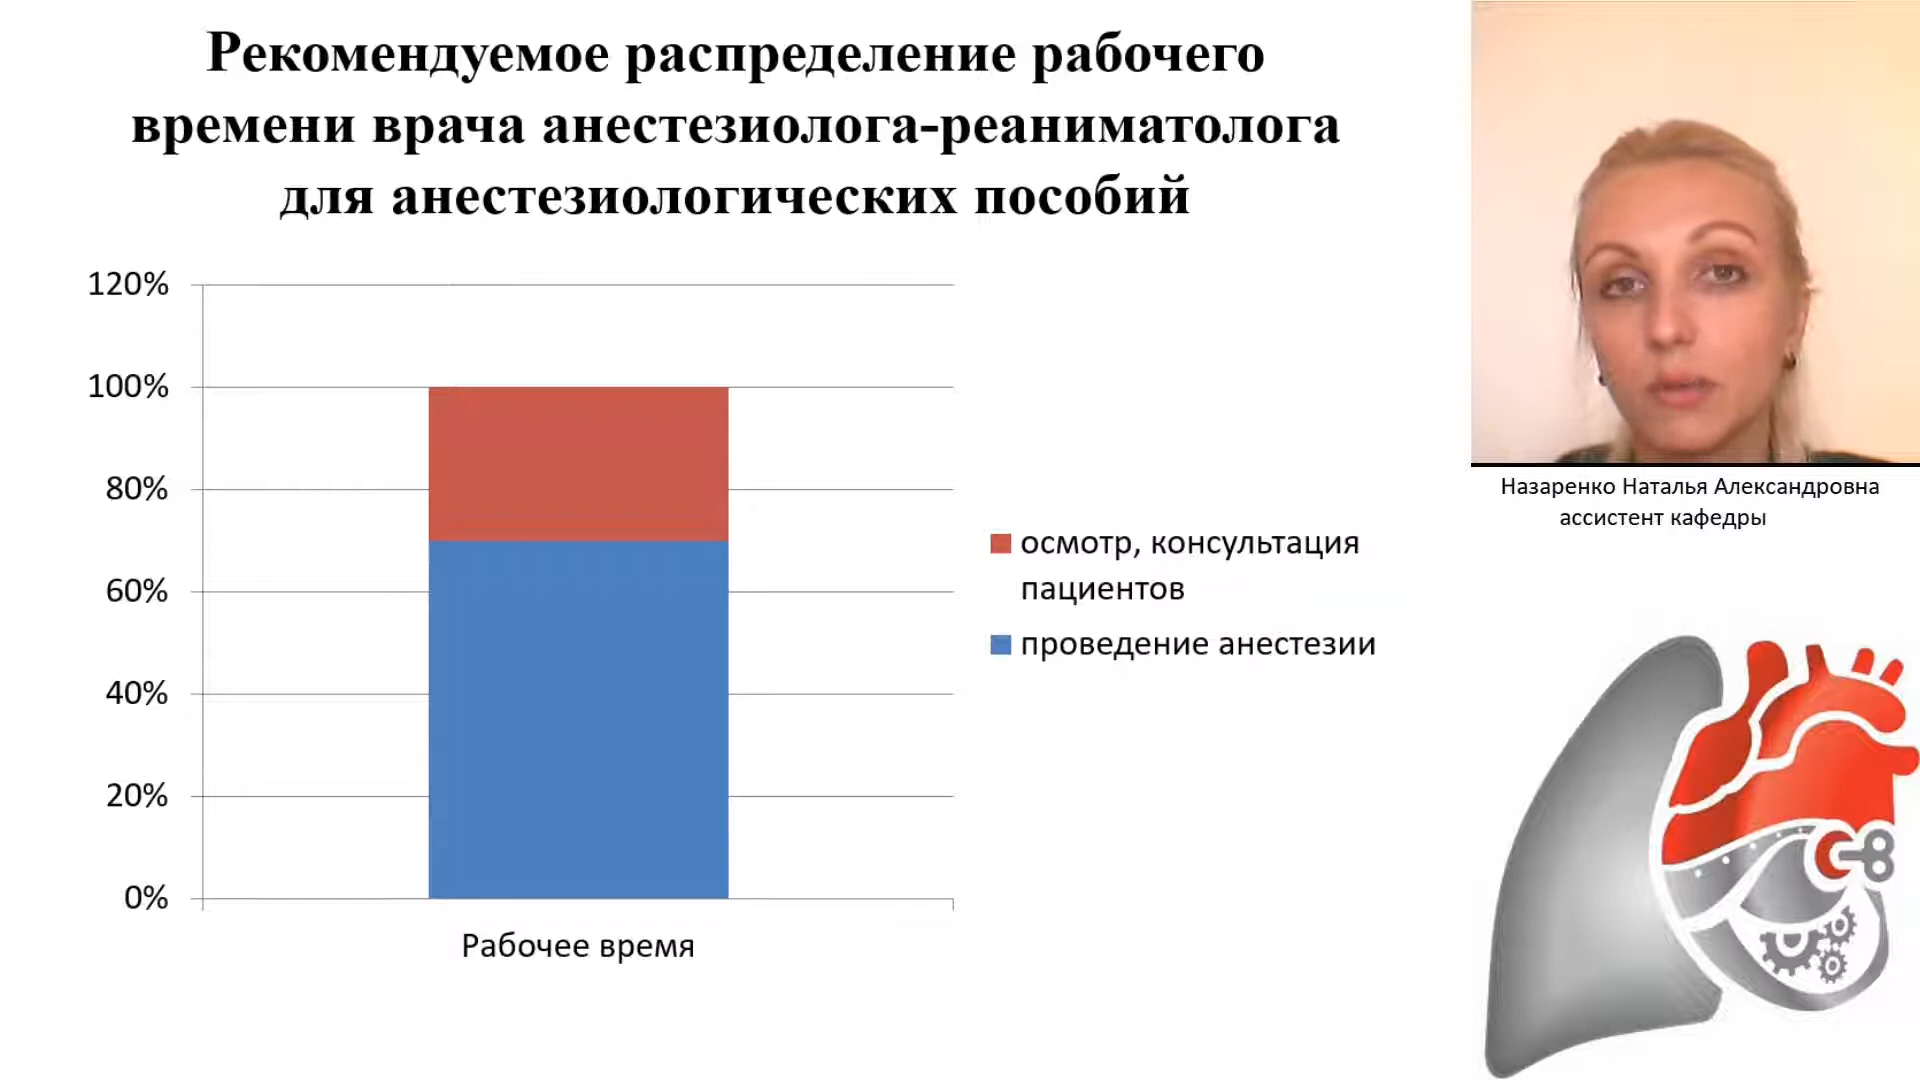 Рекомендуемое распределение рабочего
времени врача анестезиолога-реаниматолога
для анестезиологических пособий
120%
100%
80%
60%
40%
20%
0%
Рабочее время
осмотр, консультация
пациентов
проведение анестезии
Назаренко Наталья Александровна
ассистент кафедры